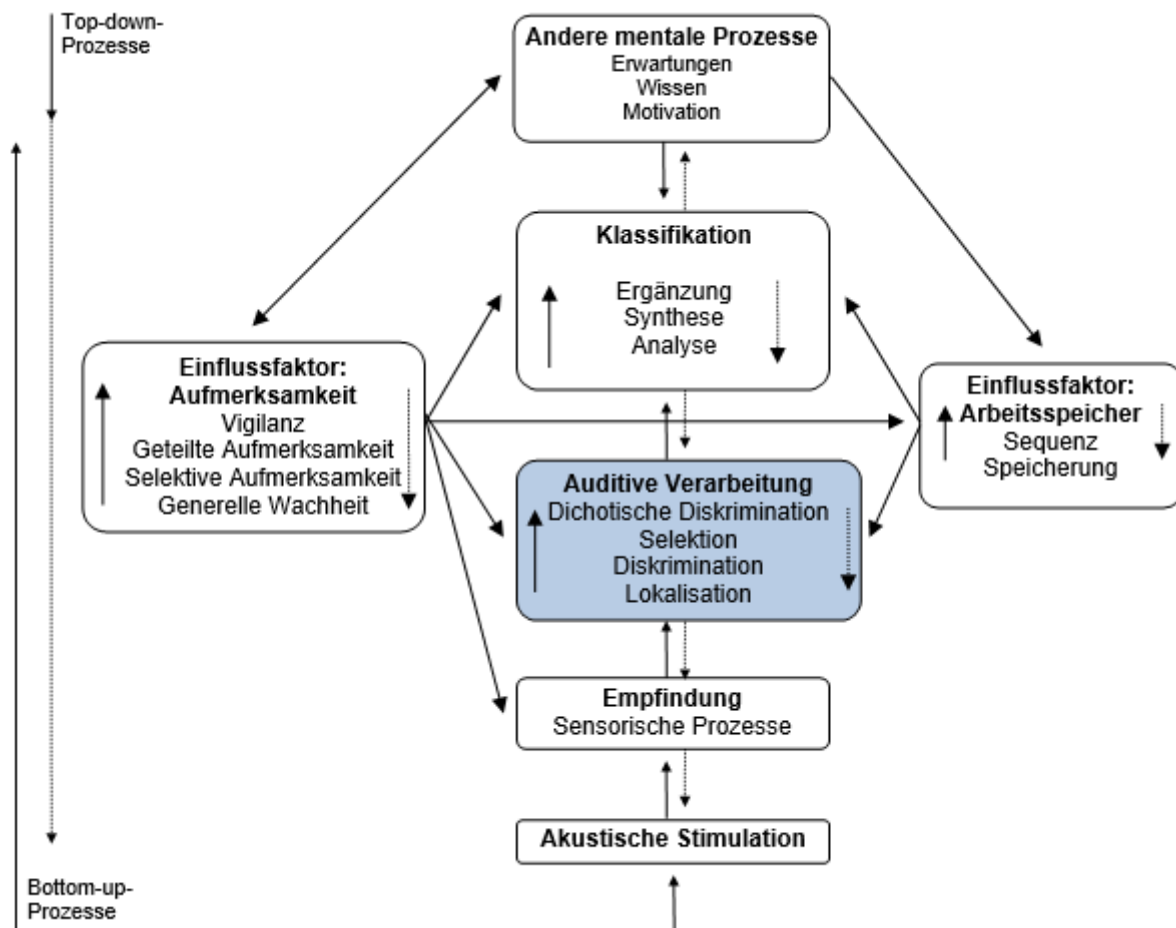 Top-down-
Prozesse
Andere mentale Prozesse
Erwartungen
Wissen
Motivation
Klassifikation
Ergänzung
Synthese
Analyse
Einflussfaktor:
Aufmerksamkeit
Vigilanz
Geteilte Aufmerksamkeit
Selektive Aufmerksamkeit
Generelle Wachheit
Einflussfaktor:
Arbeitsspeicher
Sequenz
Speicherung
Auditive Verarbeitung
Dichotische Diskrimination
Selektion
Diskrimination
Lokalisation
Empfindung
Sensorische Prozesse
Akustische Stimulation
Bottom-up-
Prozesse